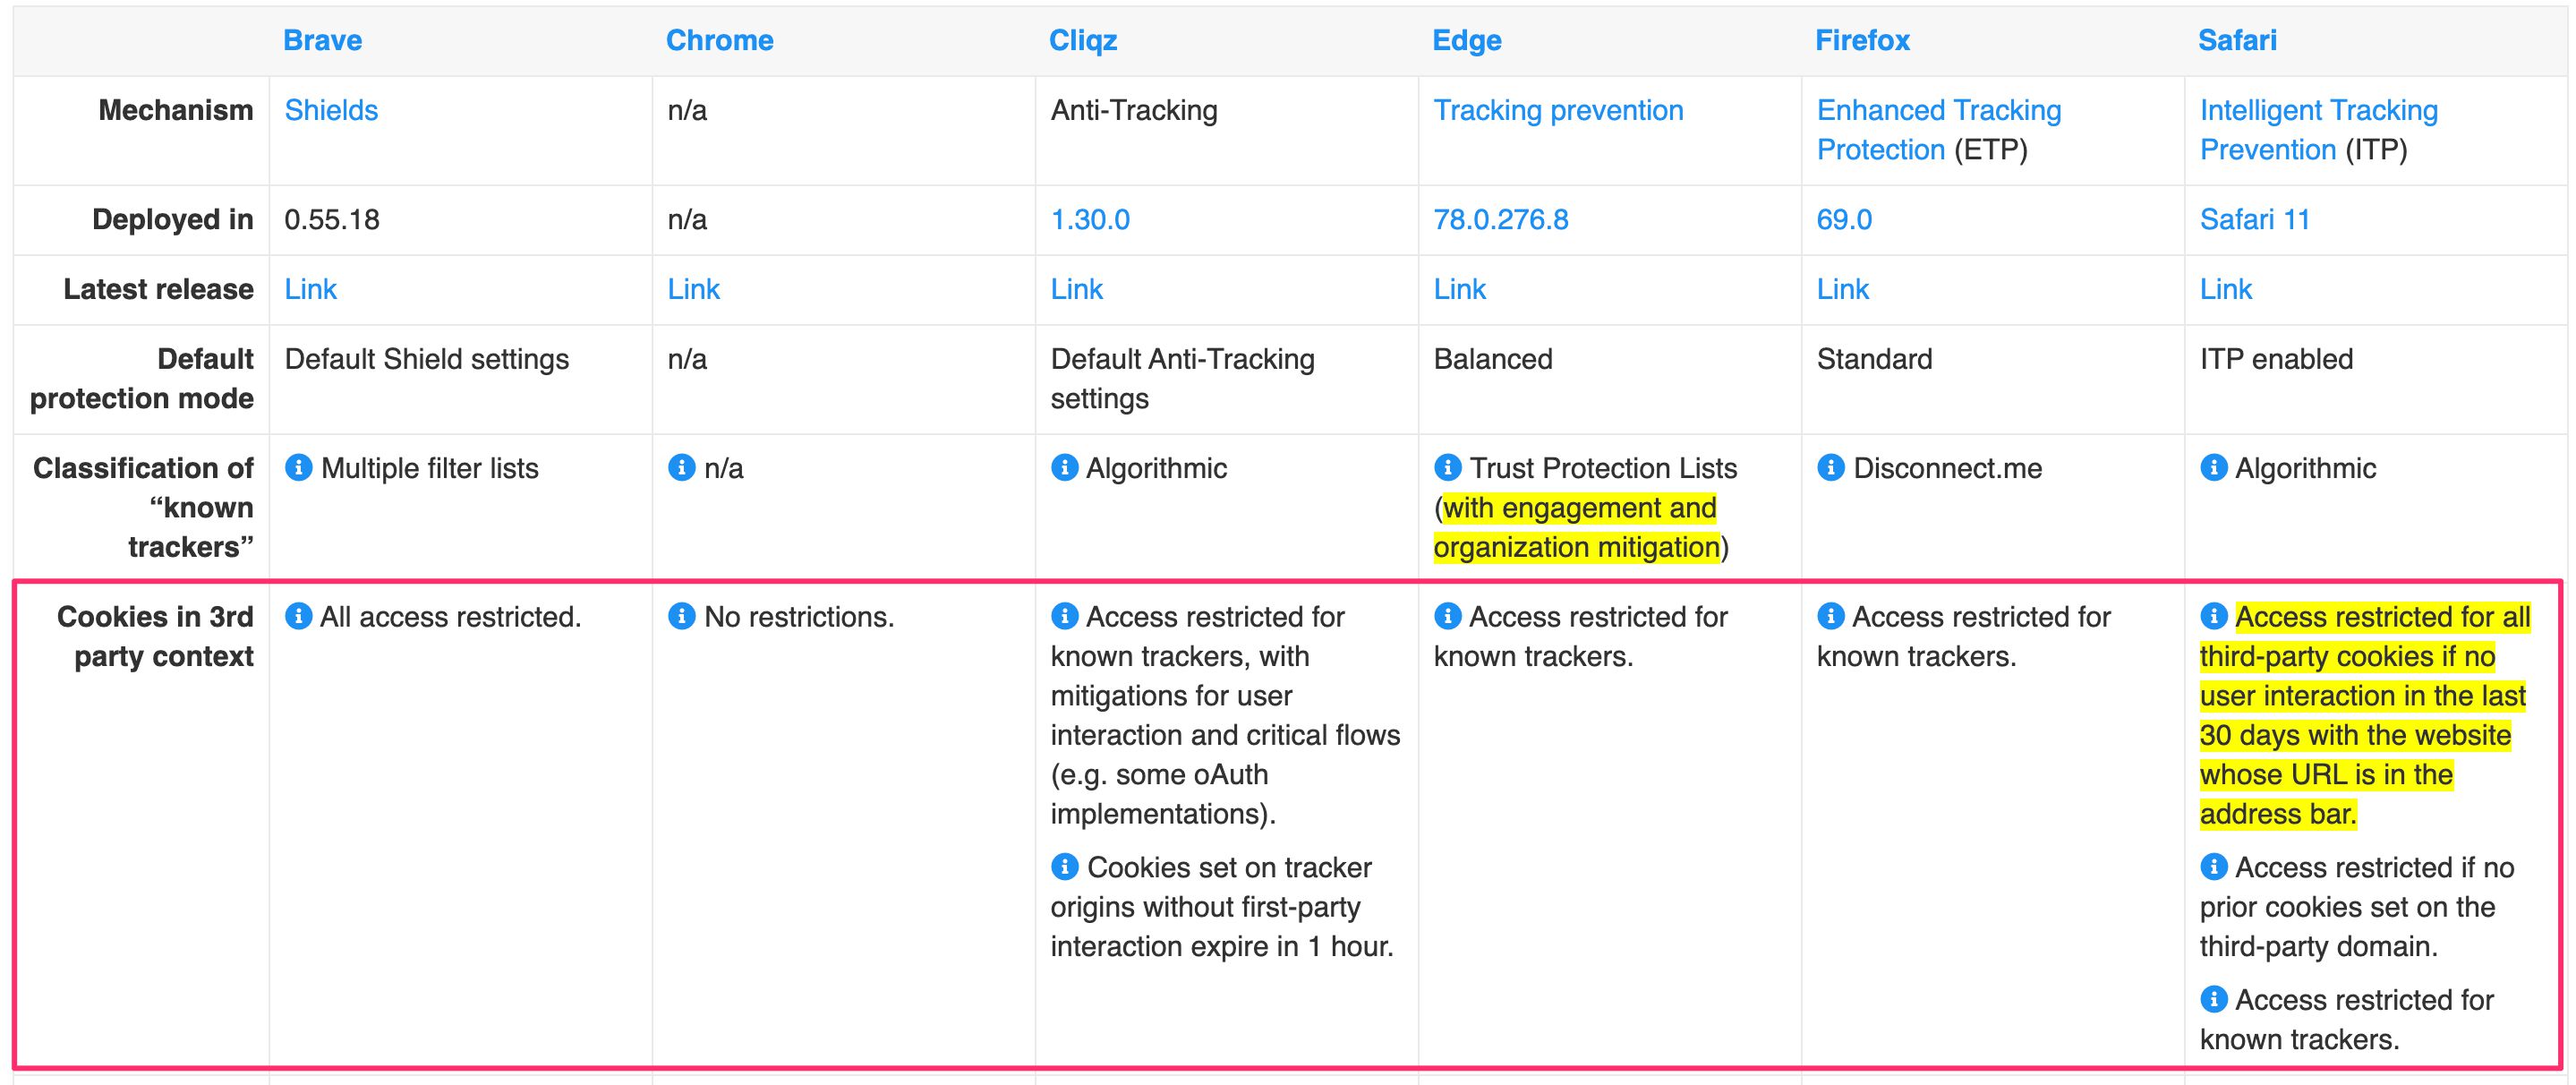 Brave Chrome Cliqz Edge Firefox Safari
Mechanism Shields n/a Anti-Tracking Tracking prevention Enhanced Tracking Intelligent Tracking
Protection (ETP) Prevention (ITP)
Deployed in 0.55.18 n/a 1.30.0 78.0.276.8 69.0 Safari 11
Latest release Link Link Link Link Link Link
Default Default Shield settings n/a Default Anti-Tracking Balanced Standard ITP enabled
protection mode settings
Classification of Multiple filter lists n/a Algorithmic Trust Protection Lists Disconnect.me Algorithmic
“known (with engagement and
trackers” organization mitigation)
Cookies in 3rd All access restricted. No restrictions. Access restricted for Access restricted for Access restricted for Access restricted for all
party context known trackers, with known trackers. known trackers. third-party cookies if no
mitigations for user user interaction in the last
interaction and critical flows 30 days with the website
(e.g. some oAuth whose URL is in the
implementations). address bar.
Cookies set on tracker Access restricted if no
origins without first-party prior cookies set on the
interaction expire in 1 hour. third-party domain.
Access restricted for
known trackers.